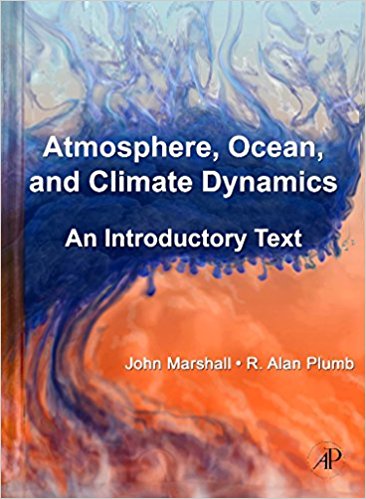 Atmosphere, Ocean,
and Climate Dynamics
An Introductory Text
John Marshall • R. Alan Plumb
AP